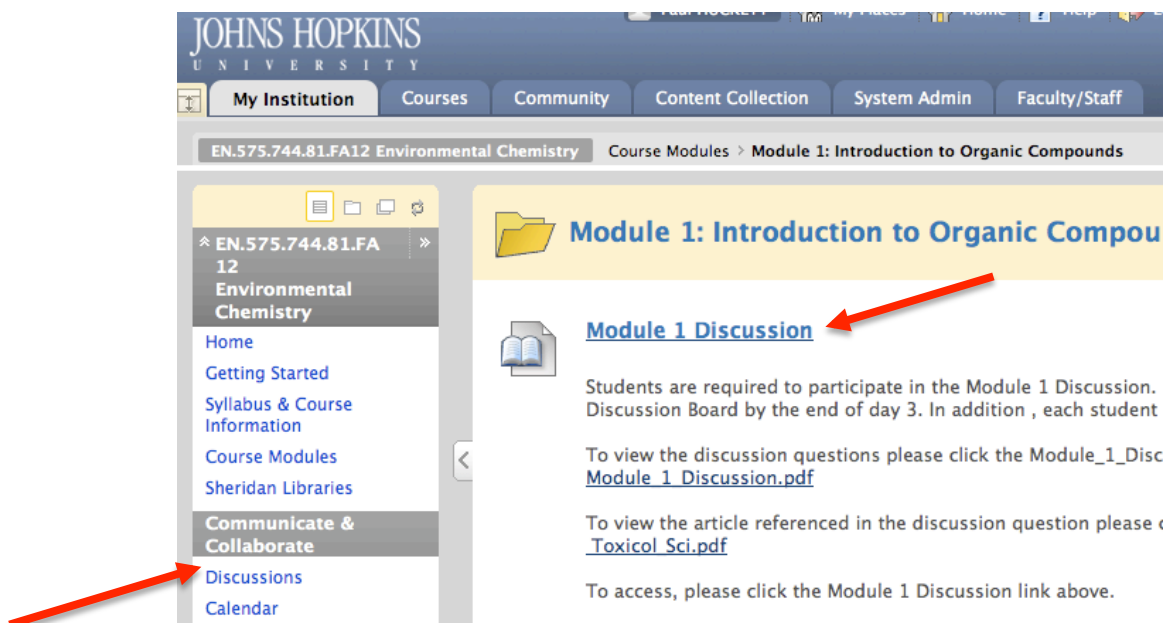 JOHNS HOPKINS
UNIVERSITY
My Places Home Help
My Institution Courses Community Content Collection System Admin Faculty/Staff
EN.575.744.81.FA12 Environmental Chemistry Course Modules > Module 1: Introduction to Organic Compounds
EN.575.744.81.FA
12
Environmental
Chemistry
Home
Getting Started
Syllabus & Course
Information
Course Modules
Sheridan Libraries
Communicate &
Collaborate
Discussions
Calendar
Module 1: Introduction to Organic Compou
Module 1 Discussion
Students are required to participate in the Module 1 Discussion.
Discussion Board by the end of day 3. In addition , each student
To view the discussion questions please click the Module_1_Disc
Module_1_Discussion.pdf
To view the article referenced in the discussion question please
_Toxicol_Sci.pdf
To access, please click the Module 1 Discussion link above.